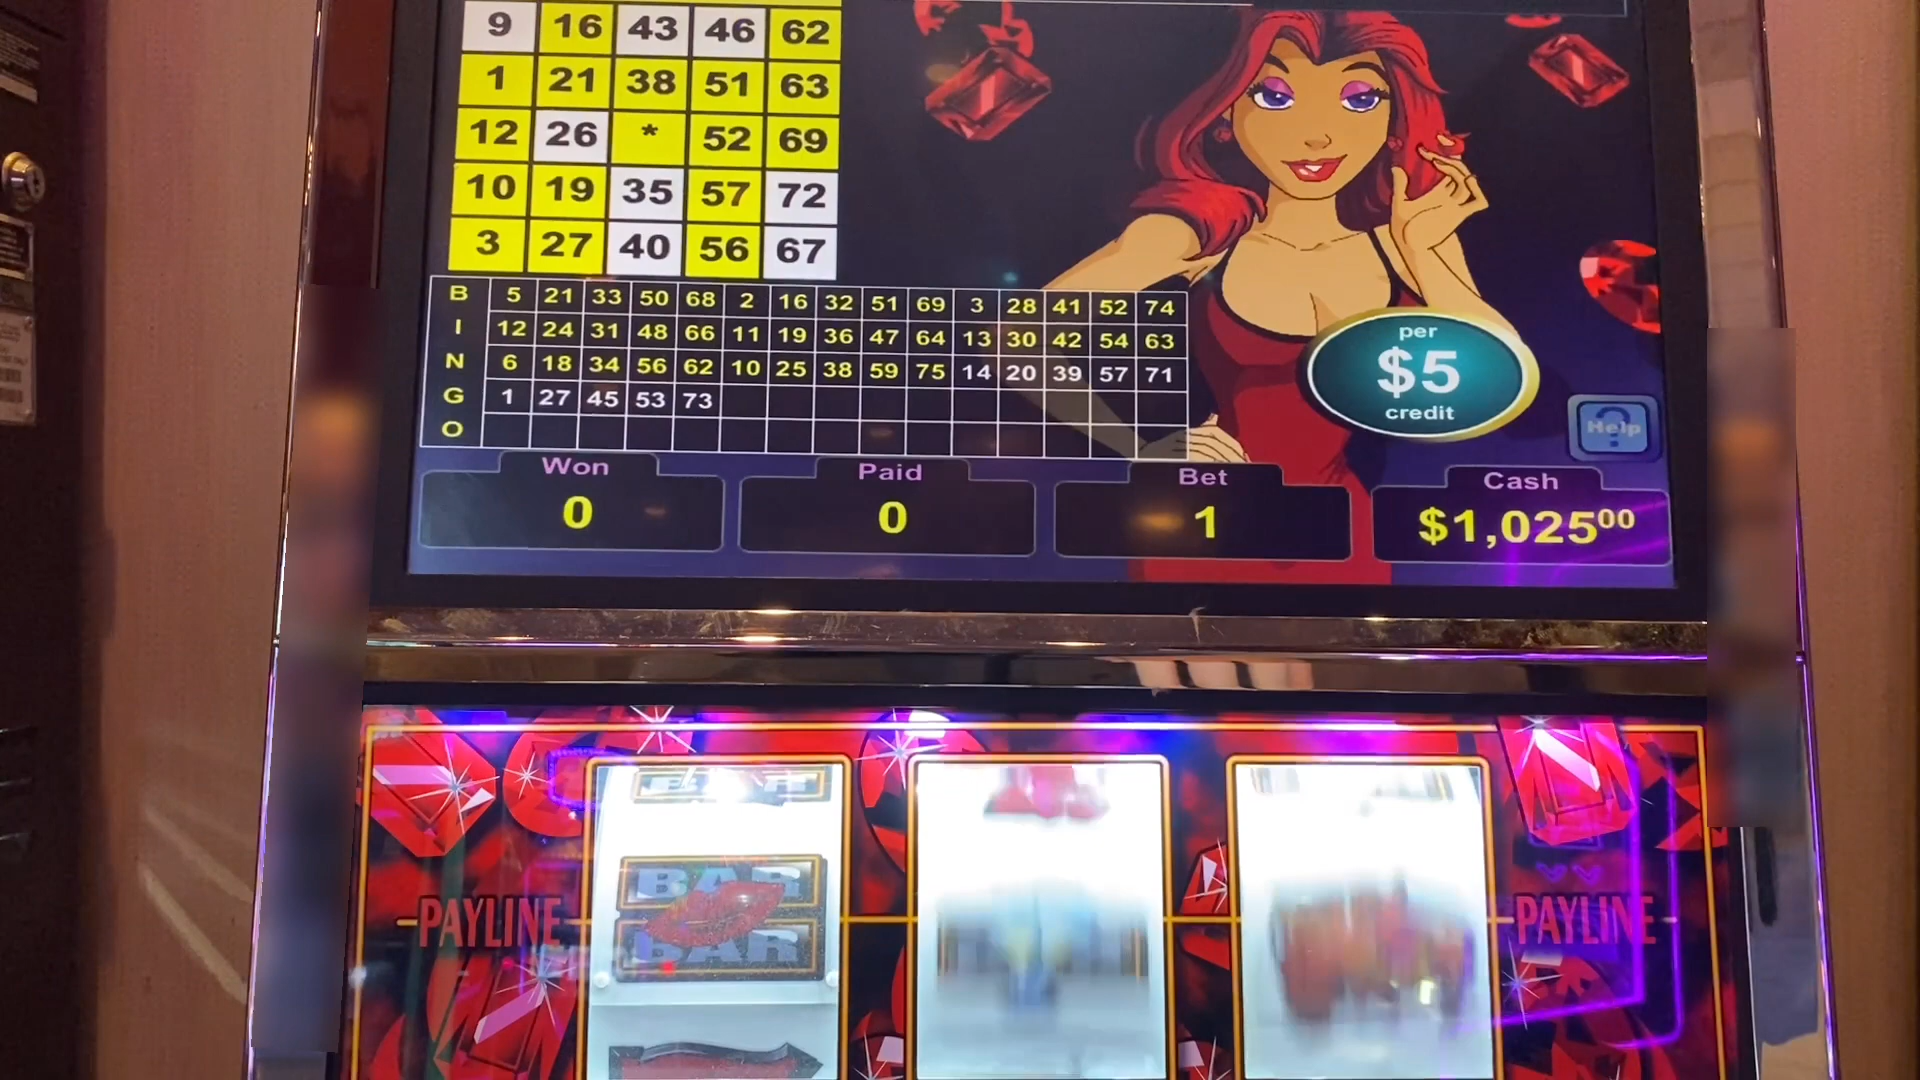 9 16 43 46 62
1 21 38 51 63
12 26 * 52 69
10 19 35 57 72
3 27 40 56 67
B 5 21 33 50 68 2 16 32 51 69 3 28 41 52 74
I 12 24 31 48 66 11 19 36 47 64 13 30 42 54 63
N 6 18 34 56 62 10 25 38 59 75 14 20 39 57 71
G 1 27 45 53 73
O
per
$5
credit
Help
Won Paid Bet Cash
0 0 1 $1,02500
BAR
-PAYLINE- -PAYLINE-
BAR